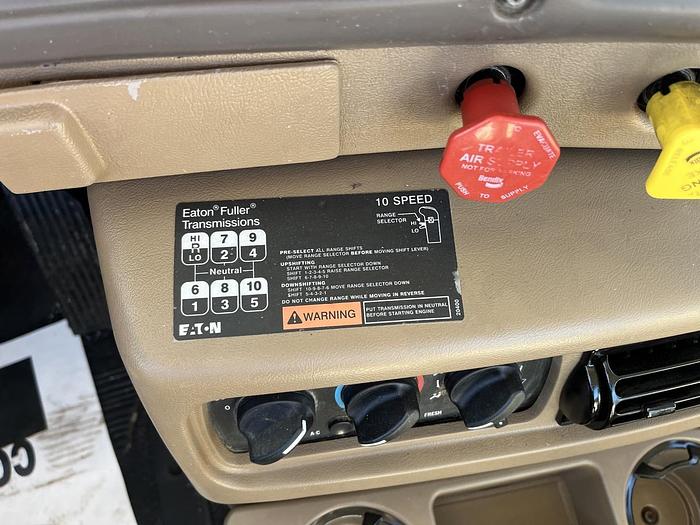 TO EVACUATE
TRAILER
AIR SUPPLY
NOT FOR PARKING
Bendix
PUSH TO SUPPLY
ING
Eaton® Fuller®
Transmissions
10 SPEED
RANGE
SELECTOR
HI
LO
HI
R
LO
7
2
9
4
Neutral
6
1
8
3
10
5
PRE-SELECT ALL RANGE SHIFTS
(MOVE RANGE SELECTOR BEFORE MOVING SHIFT LEVER)
UPSHIFTING
START WITH RANGE SELECTOR DOWN
SHIFT 1-2-3-4-5 RAISE RANGE SELECTOR
SHIFT 6-7-8-9-10
DOWNSHIFTING
SHIFT 10-9-8-7-6 MOVE RANGE SELECTOR DOWN
SHIFT 5-4-3-2-1
DO NOT CHANGE RANGE WHILE MOVING IN REVERSE
EATON
WARNING
PUT TRANSMISSION IN NEUTRAL
BEFORE STARTING ENGINE
20400
O
A/C
FRESH
CO